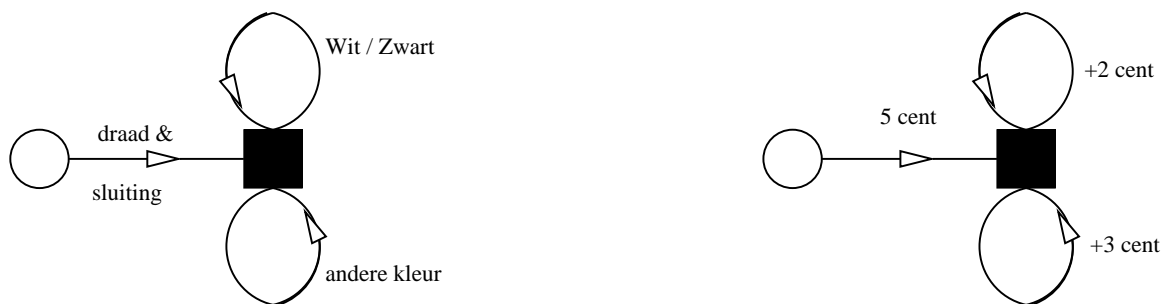 Wit / Zwart
draad &
sluiting
andere kleur
+2 cent
5 cent
+3 cent